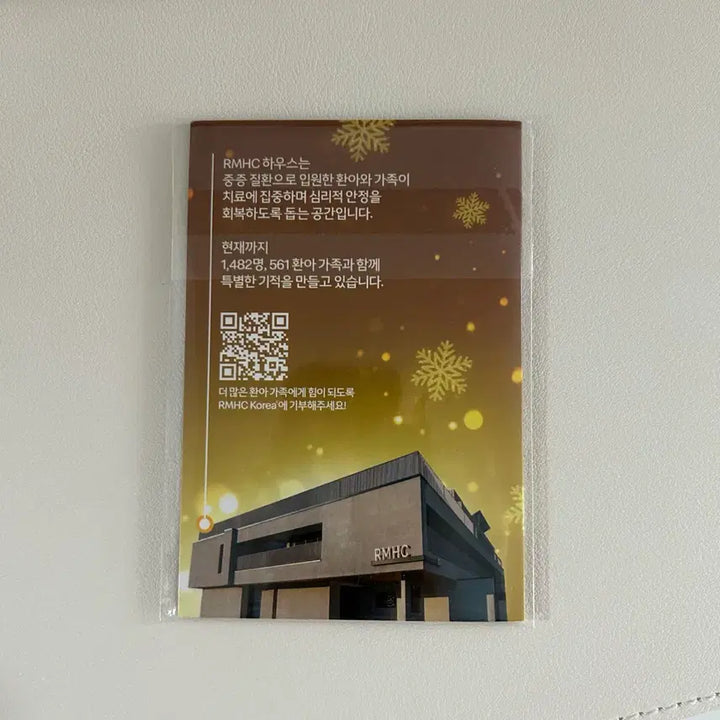 RMHC 하우스는
중증 질환으로 입원한 환아와 가족이
치료에 집중하며 심리적 안정을
회복하도록 돕는 공간입니다.
현재까지
1,482명, 561 환아 가족과 함께
특별한 기적을 만들고 있습니다.
더 많은 환아 가족에게 힘이 되도록
RMHC Korea에 기부해주세요!
RMHC